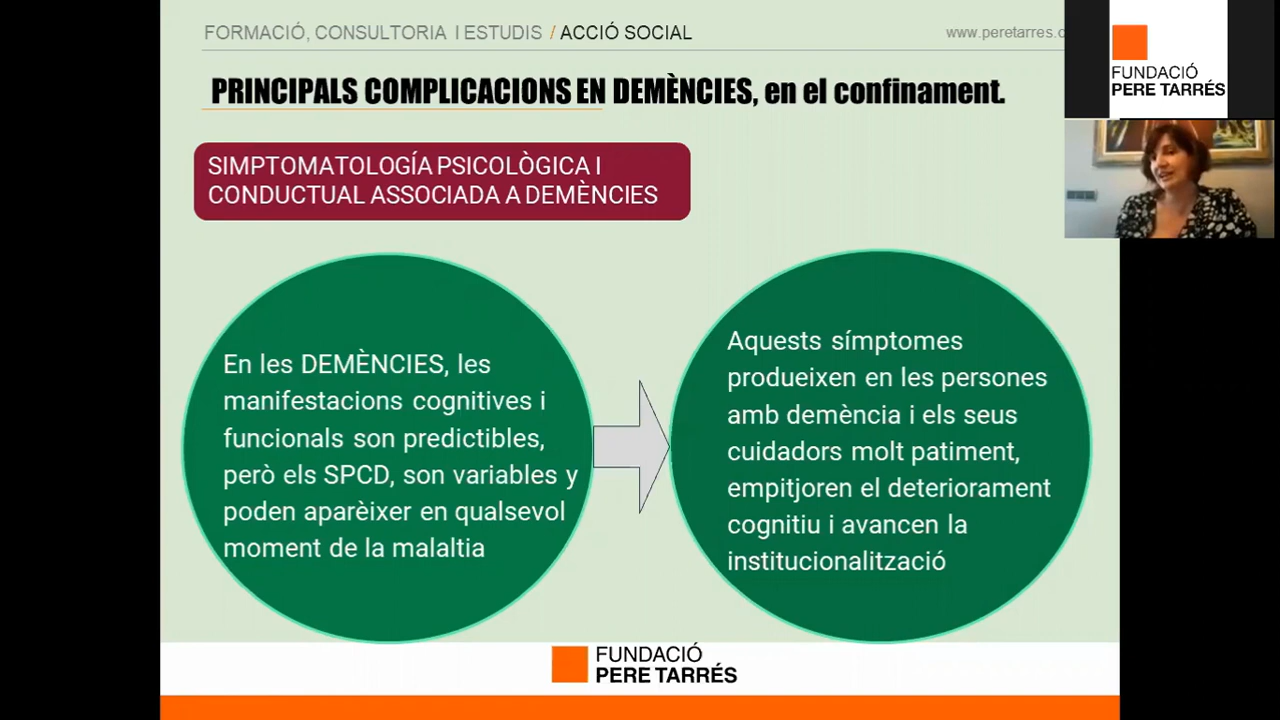 FORMACIÓ, CONSULTORIA I ESTUDIS / ACCIÓ SOCIAL
www.peretarres.o
FUNDACIÓ
PERE TARRÉS
PRINCIPALS COMPLICACIONS EN DEMÈNCIES, en el confinament.
SIMPTOMATOLOGÍA PSICOLÒGICA I
CONDUCTUAL ASSOCIADA A DEMÈNCIES
En les DEMÈNCIES, les
manifestacions cognitives i
funcionals son predictibles,
però els SPCD, son variables y
poden aparèixer en qualsevol
moment de la malaltia
Aquests símptomes
produeixen en les persones
amb demència i els seus
cuidadors molt patiment,
empitjoren el deteriorament
cognitiu i avancen la
institucionalització
FUNDACIÓ
PERE TARRÉS